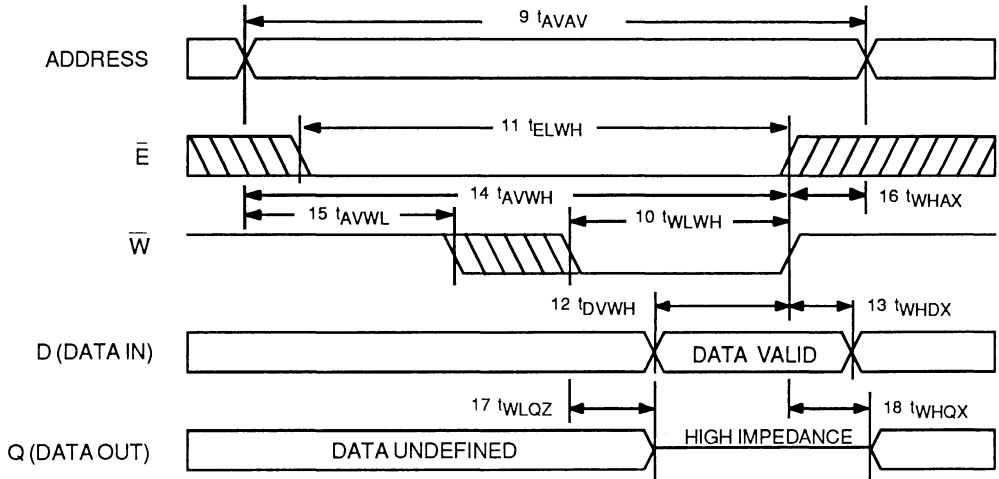 9 tAVAV
ADDRESS
11 tELWH
E̅
14 tAVWH
16 tWHAX
15 tAVWL
10 tWLWH
W̅
12 tDVWH
13 tWHDX
D (DATA IN)
DATA VALID
17 tWLQZ
18 tWHQX
Q (DATA OUT)
DATA UNDEFINED
HIGH IMPEDANCE